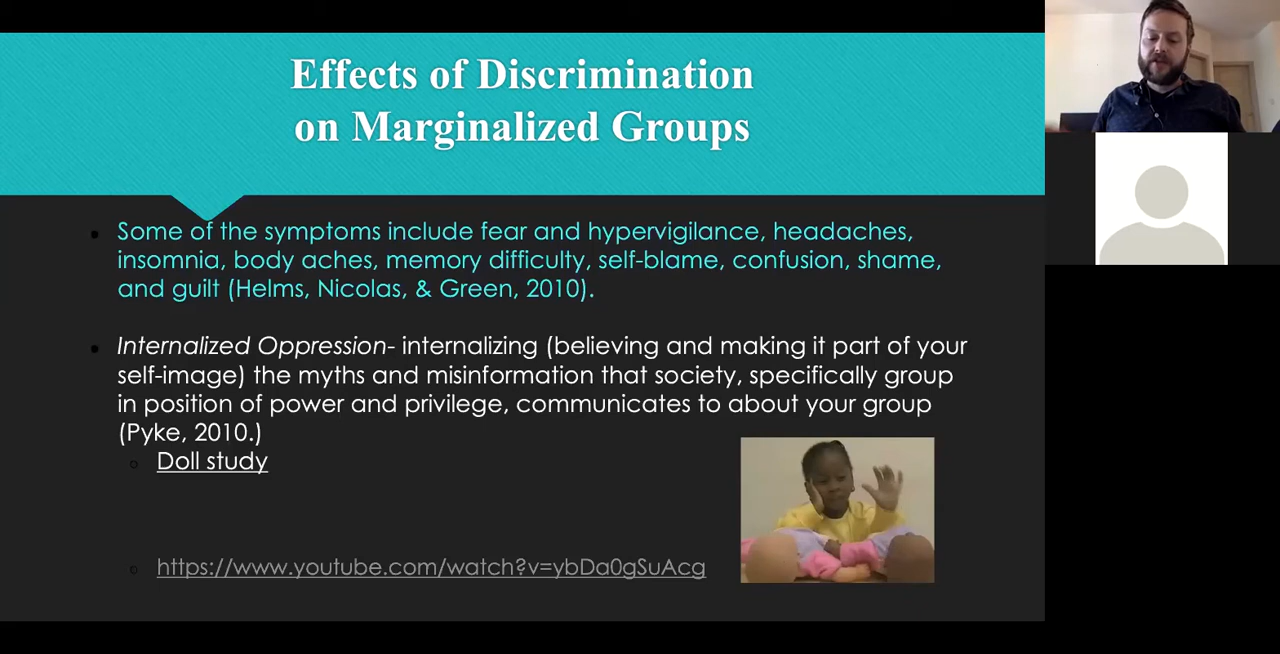 Effects of Discrimination
on Marginalized Groups
Some of the symptoms include fear and hypervigilance, headaches,
insomnia, body aches, memory difficulty, self-blame, confusion, shame,
and guilt (Helms, Nicolas, & Green, 2010).
Internalized Oppression- internalizing (believing and making it part of your
self-image) the myths and misinformation that society, specifically group
in position of power and privilege, communicates to about your group
(Pyke, 2010.)
Doll study
https://www.youtube.com/watch?v=ybDa0gSuAcg